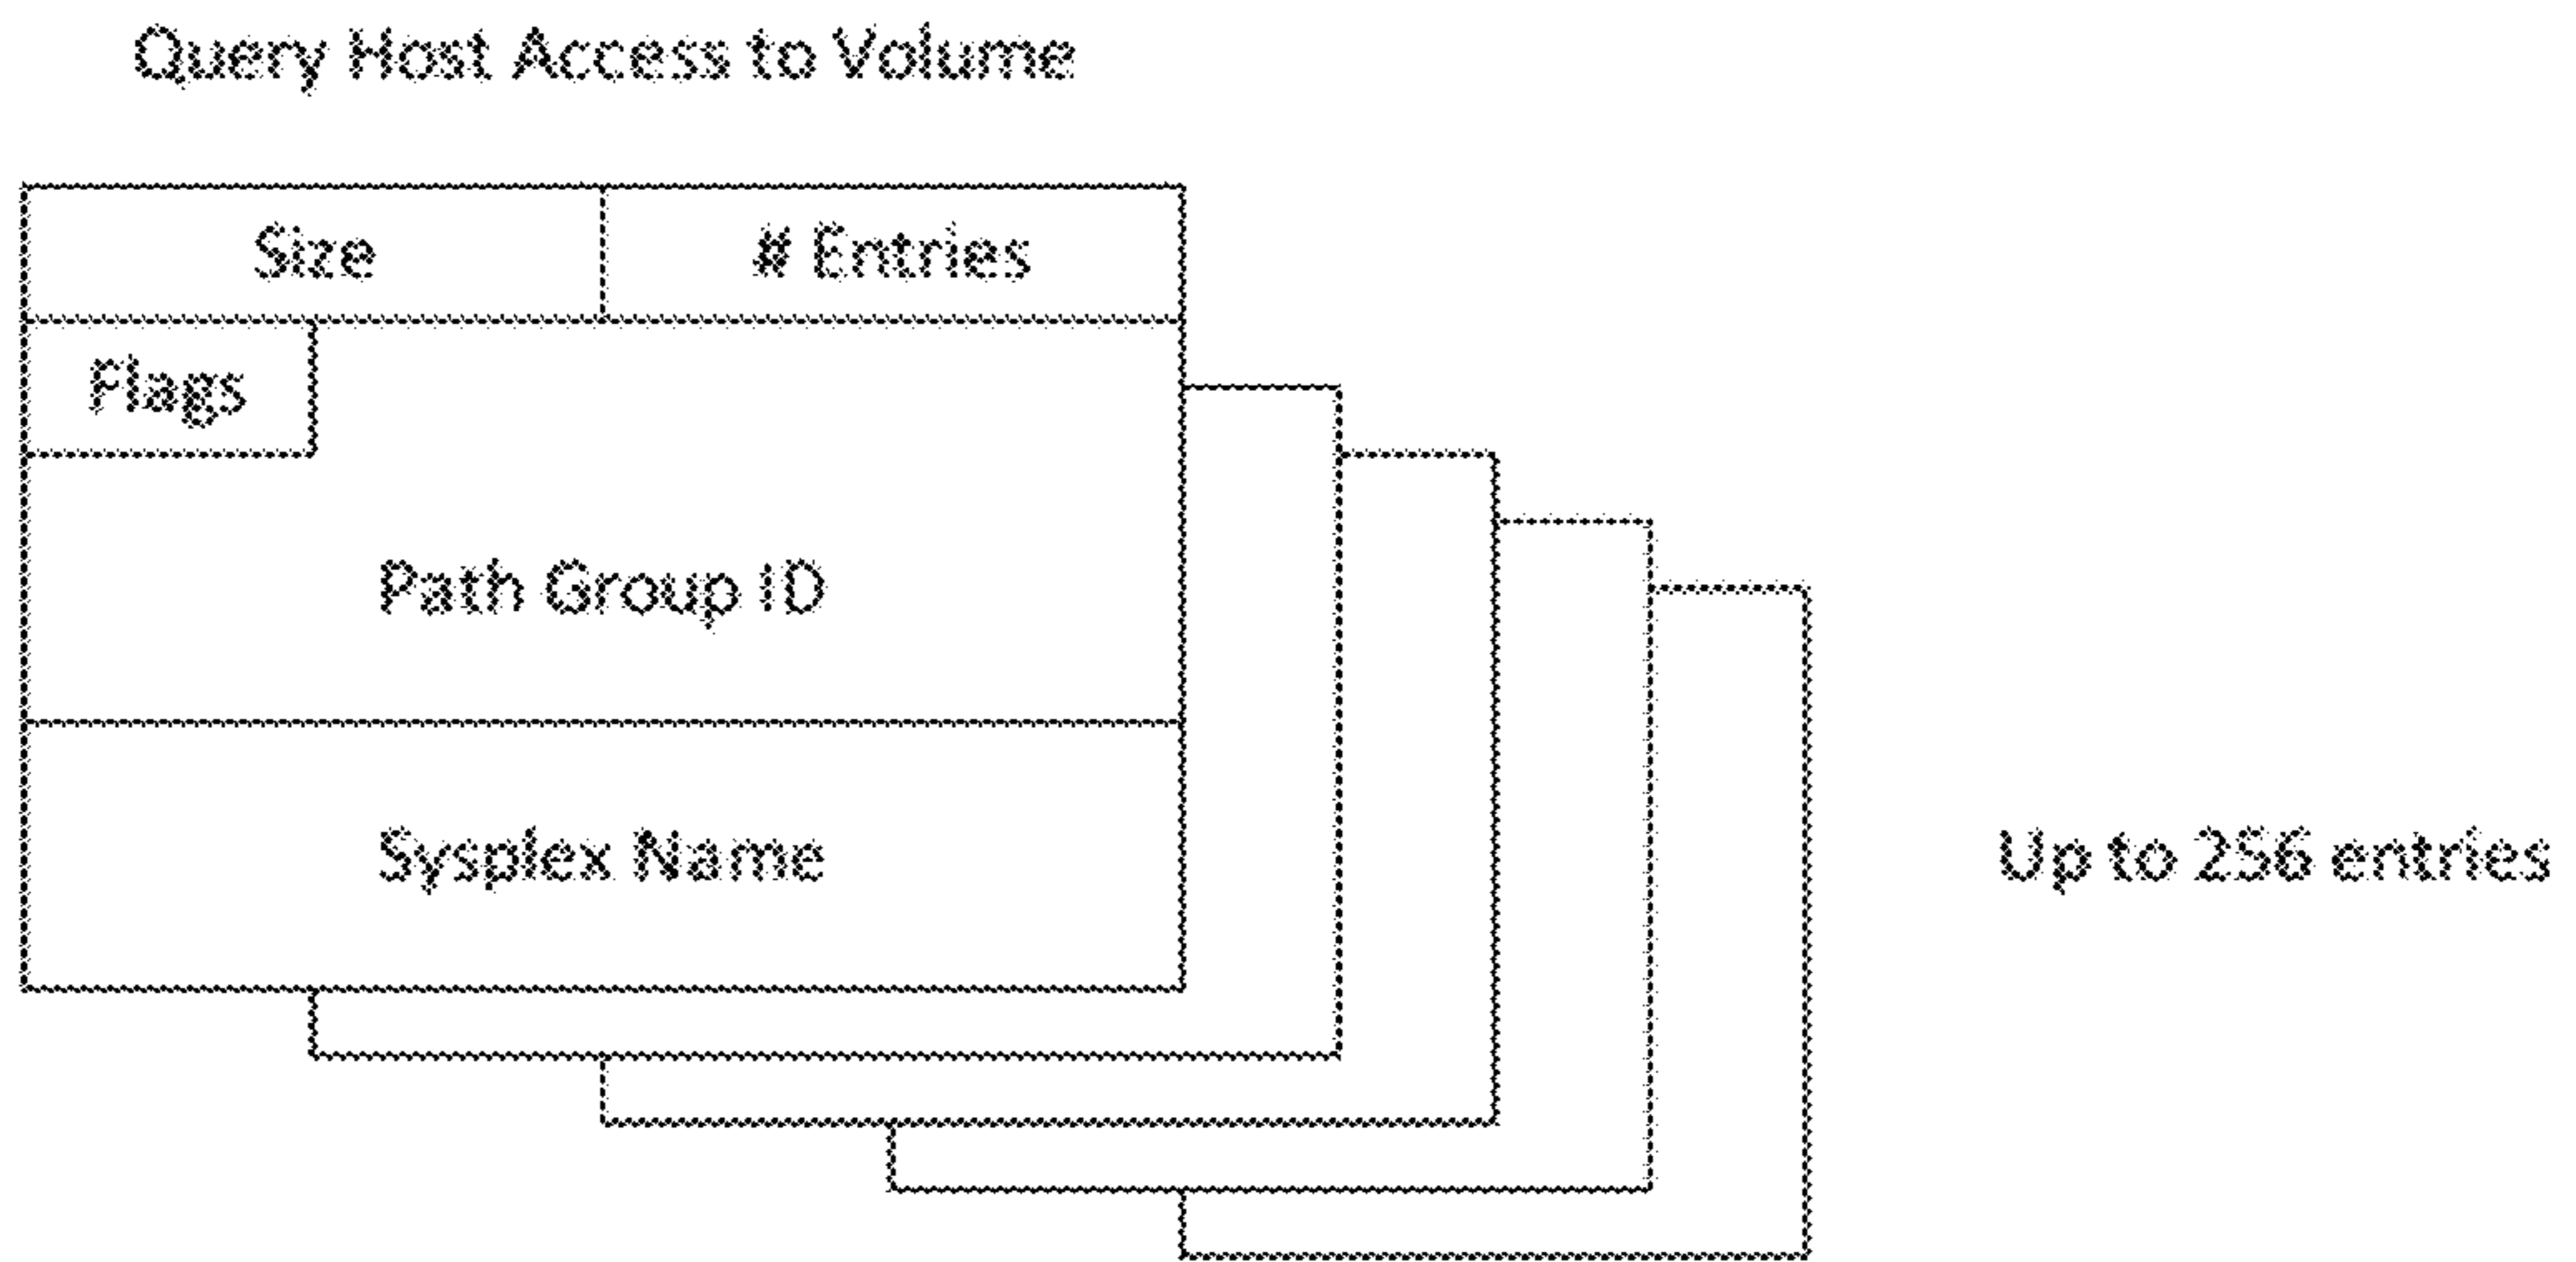 Query Host Access to Volume
Size
# Entries
Flags
Path Group ID
Sysplex Name
Up to 256 entries